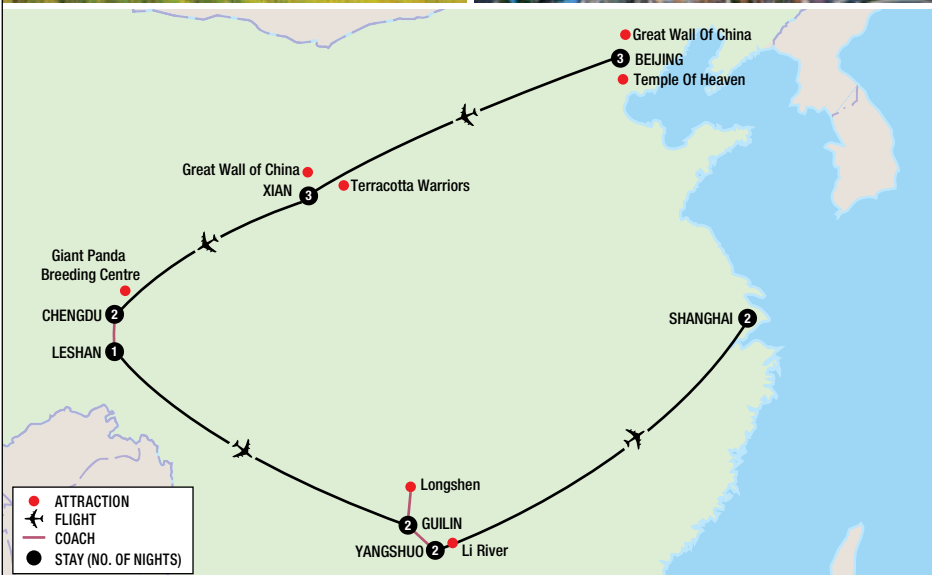 Great Wall Of China
3 BEIJING
Temple Of Heaven
Great Wall of China
XIAN 3
Terracotta Warriors
Giant Panda
Breeding Centre
CHENGDU 2
LESHAN 1
SHANGHAI 2
Longshen
2 GUILIN
YANGSHUO 2
Li River
ATTRACTION
FLIGHT
COACH
STAY (NO. OF NIGHTS)